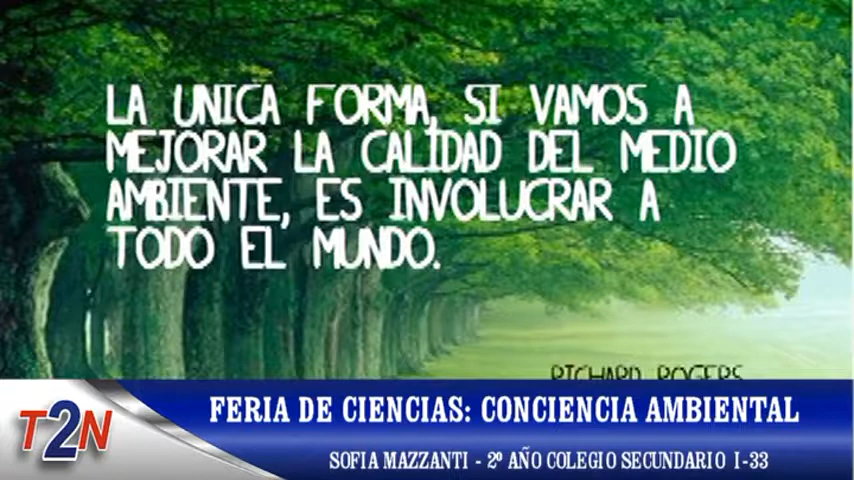 LA UNICA FORMA, SI VAMOS A
MEJORAR LA CALIDAD DEL MEDIO
AMBIENTE, ES INVOLUCRAR A
TODO EL MUNDO.
RICHARD ROGERS
T2N
FERIA DE CIENCIAS: CONCIENCIA AMBIENTAL
SOFIA MAZZANTI - 2º AÑO COLEGIO SECUNDARIO I-33